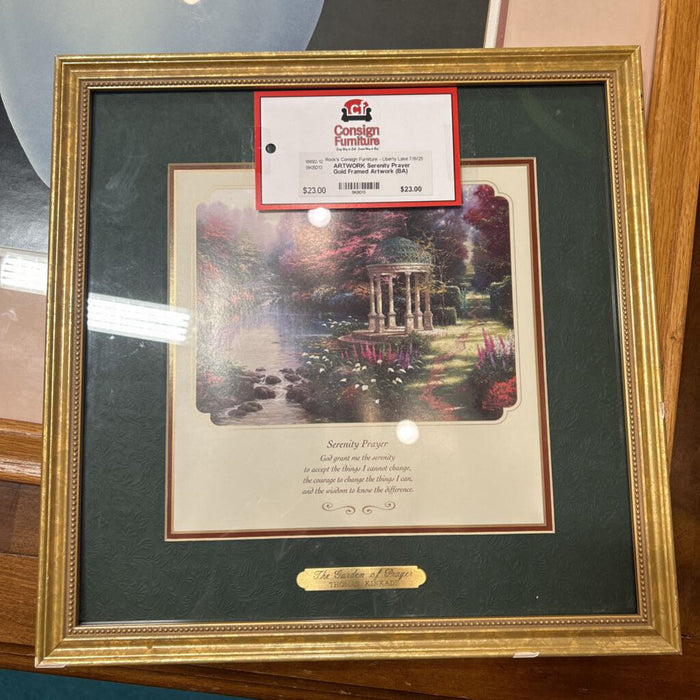 cf
Consign
Furniture
Rook's Consign Furniture - Liberty Lake 7/8/25
ARTWORK Serenity Prayer
Gold Framed Artwork (BA)
$23.00
$23.00
Serenity Prayer
God grant me the serenity
to accept the things I cannot change,
the courage to change the things I can,
and the wisdom to know the difference.
The Garden of Prayer
THOMAS KINKADE